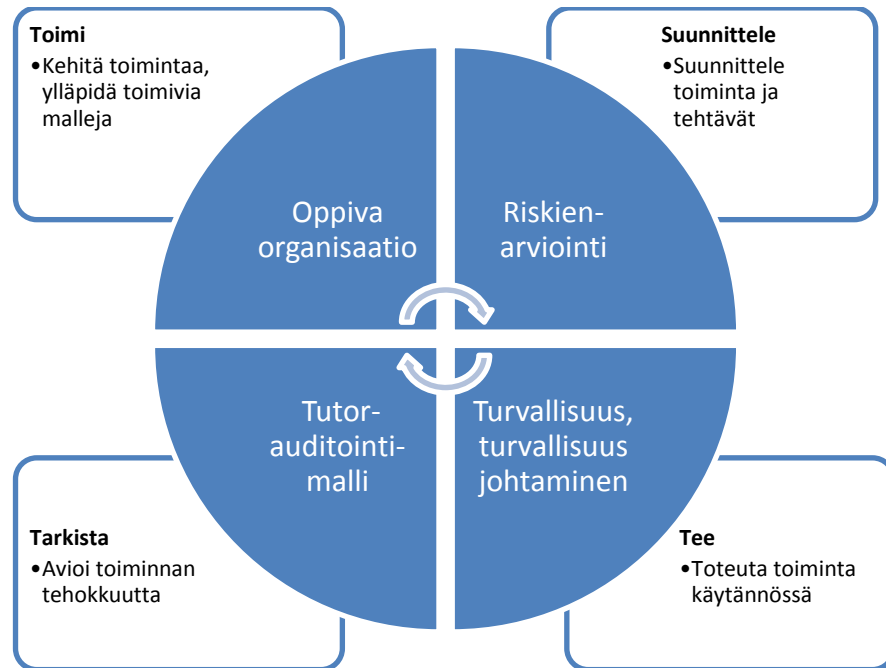 Toimi
•Kehitä toimintaa,
ylläpidä toimivia
malleja
Suunnittele
•Suunnittele
toiminta ja
tehtävät
Oppiva
organisaatio
Riskien-
arviointi
Tutor-
auditointi-
malli
Turvallisuus,
turvallisuus
johtaminen
Tarkista
•Avioi toiminnan
tehokkuutta
Tee
•Toteuta toiminta
käytännössä